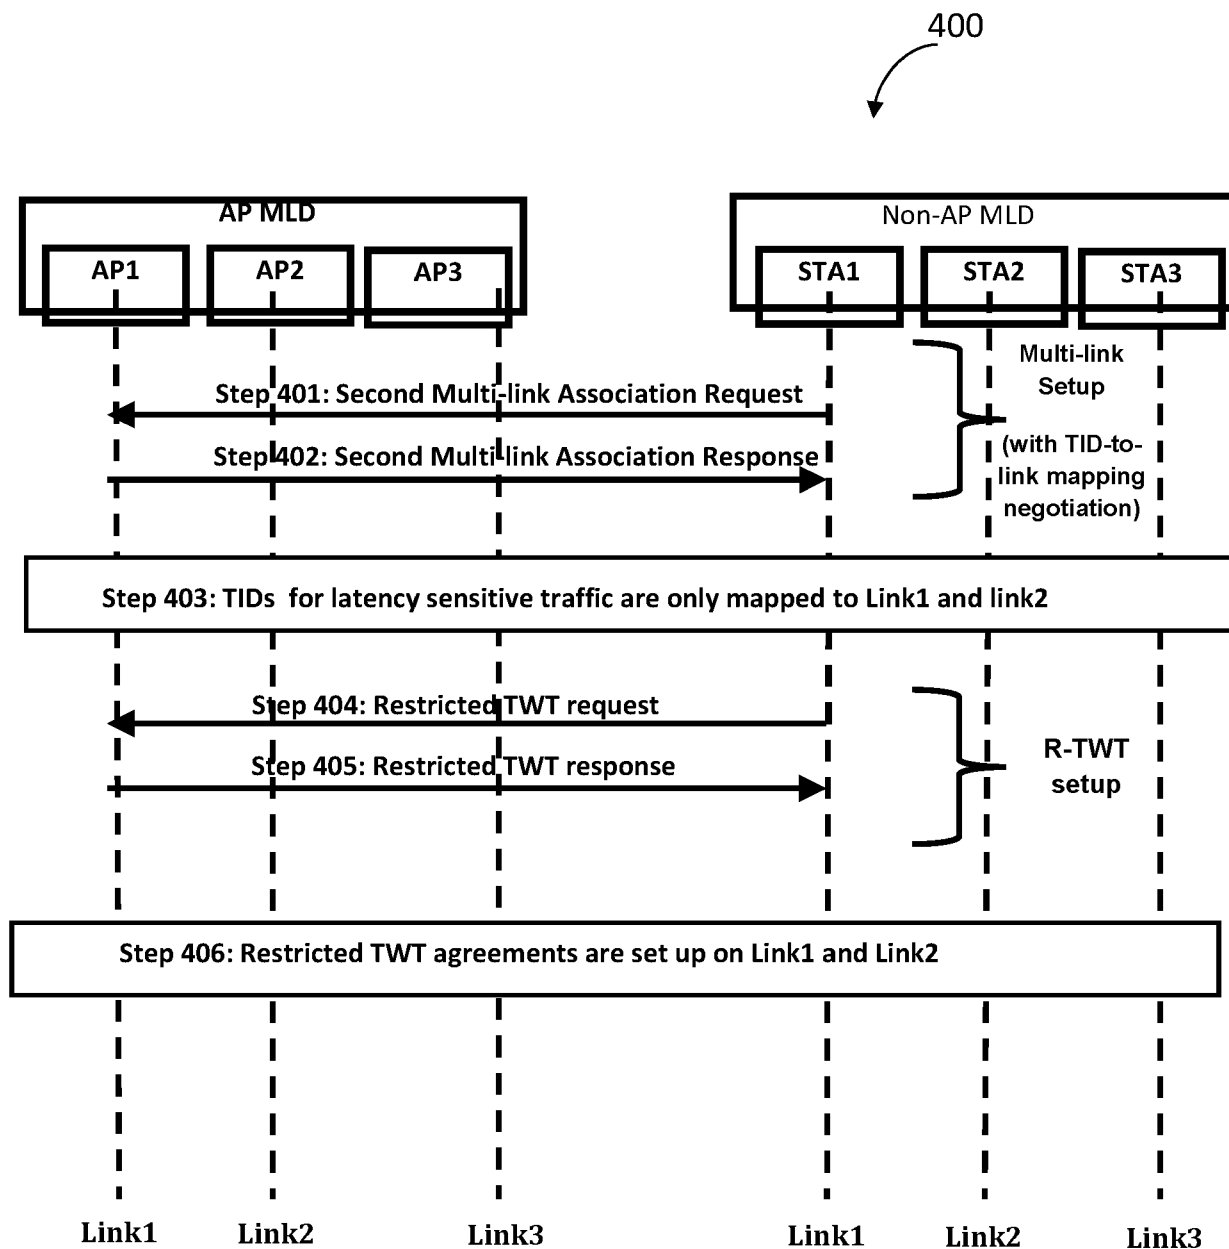 400
AP MLD
Non-AP MLD
AP1
AP2
AP3
STA1
STA2
STA3
Step 401: Second Multi-link Association Request
Step 402: Second Multi-link Association Response
Multi-link
Setup
(with TID-to-
link mapping
negotiation)
Step 403: TIDs for latency sensitive traffic are only mapped to Link1 and link2
Step 404: Restricted TWT request
Step 405: Restricted TWT response
R-TWT
setup
Step 406: Restricted TWT agreements are set up on Link1 and Link2
Link1
Link2
Link3
Link1
Link2
Link3